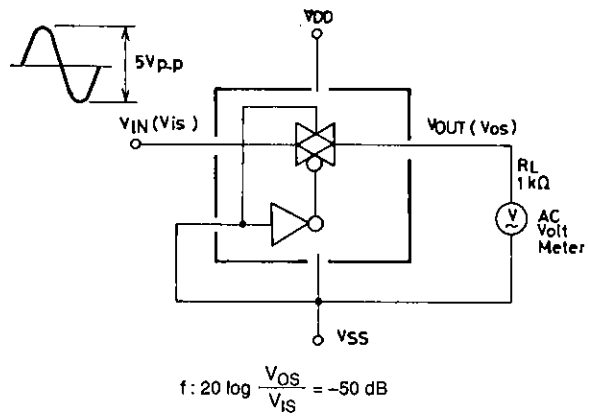 VDD
5Vp-p
VIN (Vis)
VOUT (Vos)
RL
1kΩ
V
AC
Volt
Meter
VSS
f : 20 log VOS/VIS = –50 dB